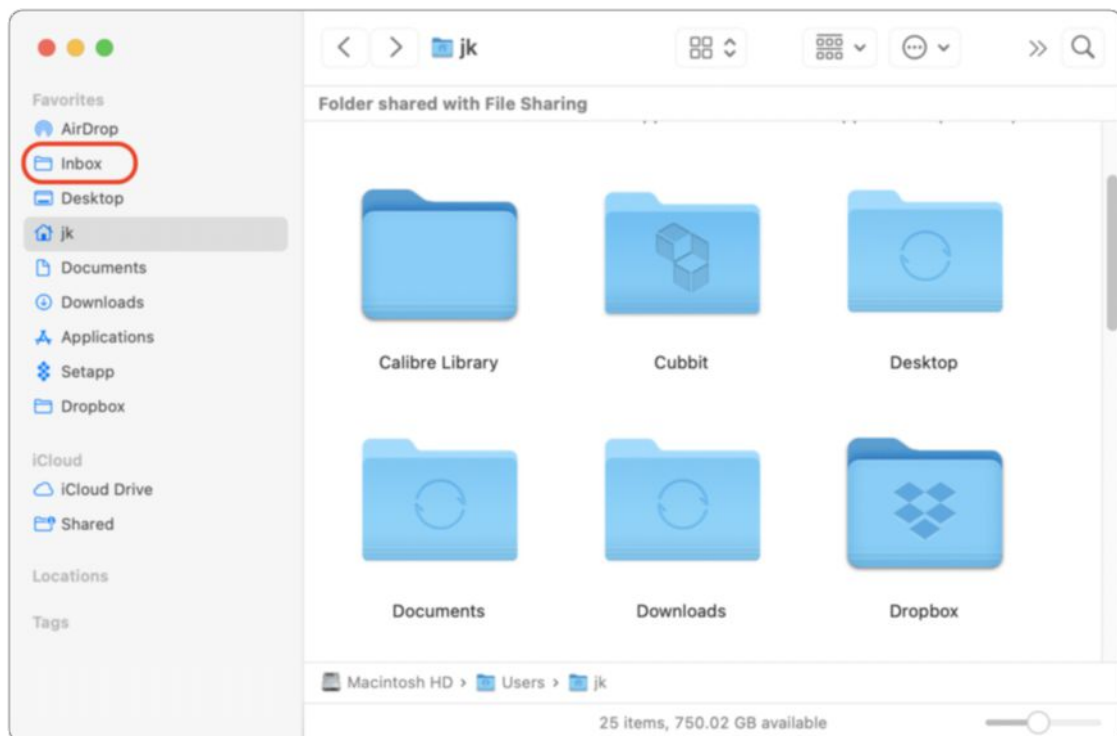 jk
Folder shared with File Sharing
Favorites
AirDrop
Inbox
Desktop
jk
Documents
Downloads
Applications
Setapp
Dropbox
iCloud
iCloud Drive
Shared
Locations
Tags
Calibre Library
Cubbit
Desktop
Documents
Downloads
Dropbox
Macintosh HD › Users › jk
25 items, 750.02 GB available